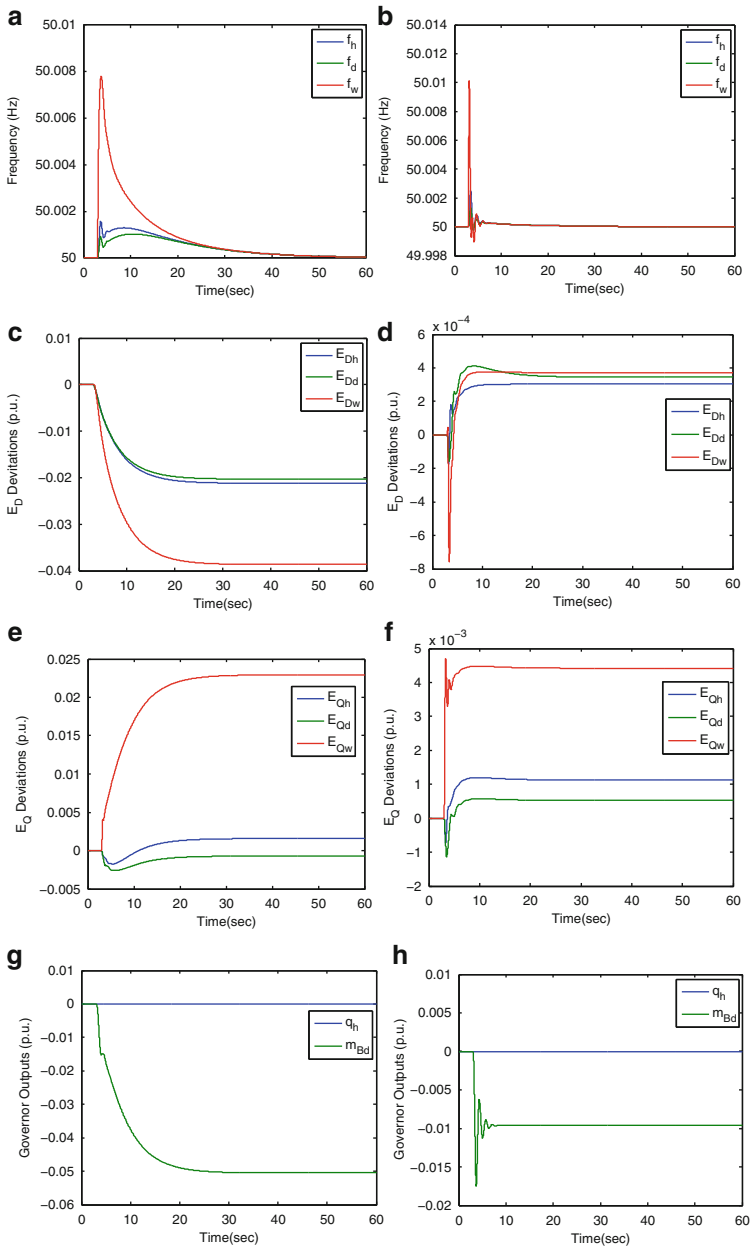 a
50.01
50.008
50.006
50.004
50.002
50
Frequency (Hz)
f_h
f_d
f_w
0 10 20 30 40 50 60
Time(sec)
b
50.014
50.012
50.01
50.008
50.006
50.004
50.002
50
49.998
Frequency (Hz)
f_h
f_d
f_w
0 10 20 30 40 50 60
Time(sec)
c
0.01
0
−0.01
−0.02
−0.03
−0.04
E_D Devitations (p.u.)
E_Dh
E_Dd
E_Dw
0 10 20 30 40 50 60
Time(sec)
d
x 10^−4
6
4
2
0
−2
−4
−6
−8
E_D Devitations (p.u.)
E_Dh
E_Dd
E_Dw
0 10 20 30 40 50 60
Time(sec)
e
0.025
0.02
0.015
0.01
0.005
0
−0.005
E_Q Deviations (p.u.)
E_Qh
E_Qd
E_Qw
0 10 20 30 40 50 60
Time(sec)
f
x 10^−3
5
4
3
2
1
0
−1
−2
E_Q Deviations (p.u.)
E_Qh
E_Qd
E_Qw
0 10 20 30 40 50 60
Time(sec)
g
0.01
0
−0.01
−0.02
−0.03
−0.04
−0.05
−0.06
Governor Outputs (p.u.)
q_h
m_Bd
0 10 20 30 40 50 60
Time(sec)
h
0.01
0.005
0
−0.005
−0.01
−0.015
−0.02
Governor Outputs (p.u.)
q_h
m_Bd
0 10 20 30 40 50 60
Time(sec)